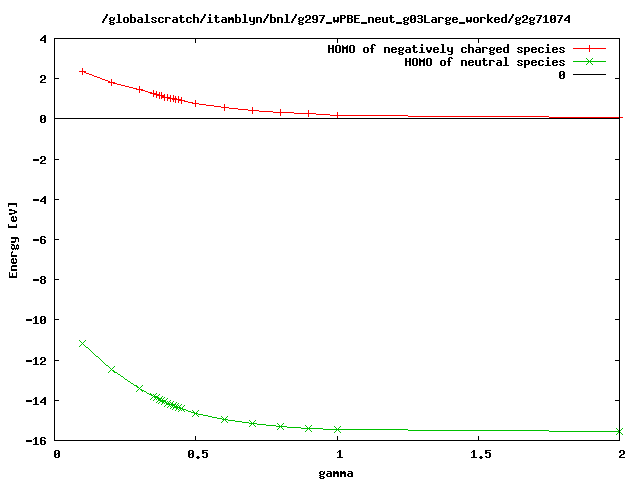 /globalscratch/itamblyn/bnl/g297_wPBE_neut_g03Large_worked/g2g71074
HOMO of negatively charged species
HOMO of neutral species
0
4
2
0
-2
-4
-6
-8
-10
-12
-14
-16
Energy [eV]
0 0.5 1 1.5 2
gamma